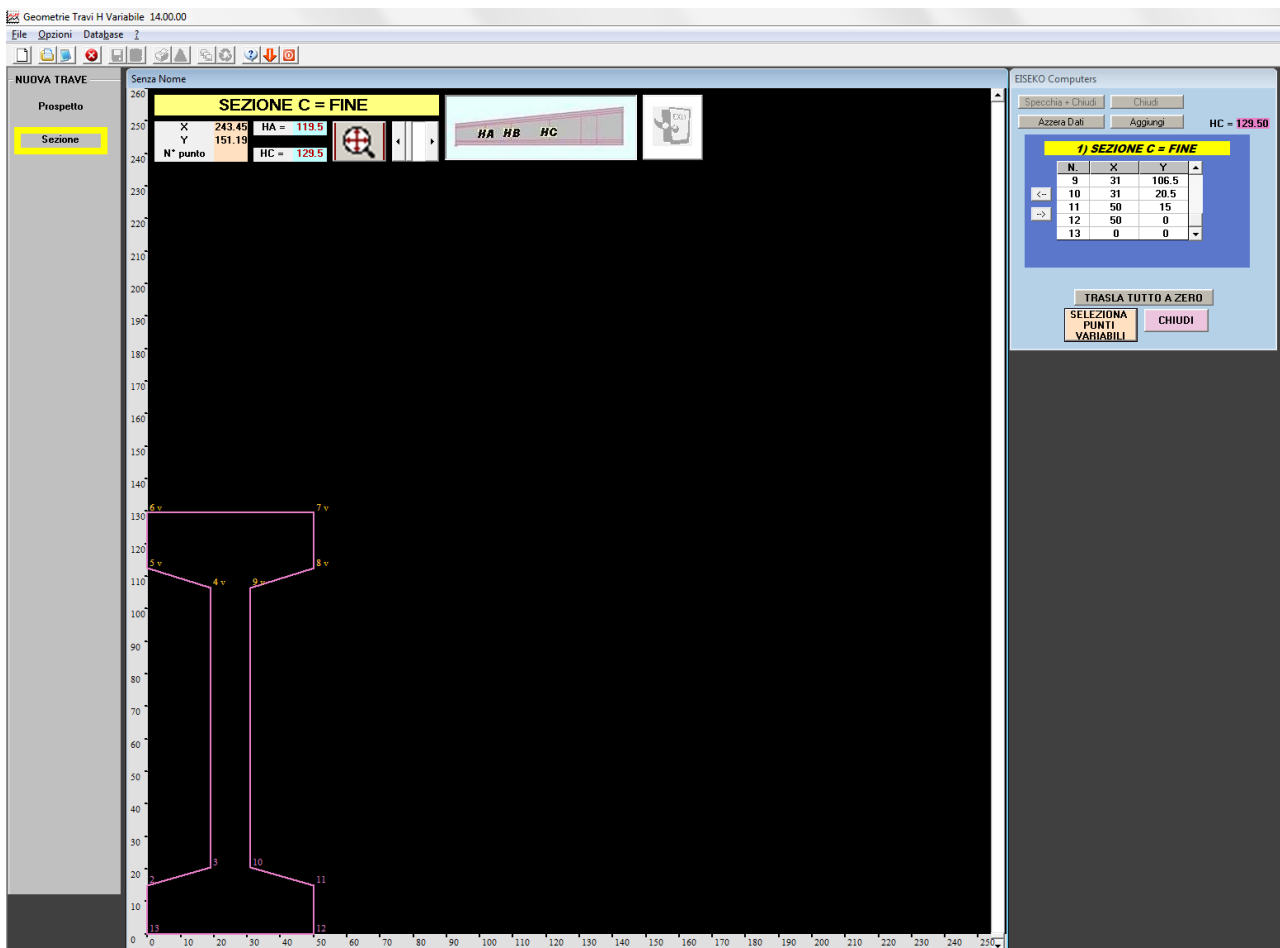 Geometrie Travi H Variabile 14.00.00
File Opzioni Database ?
NUOVA TRAVE
Prospetto
Sezione
Senza Nome
SEZIONE C = FINE
X 243.45
Y 151.19
N° punto
HA = 119.5
HC = 129.5
HA HB HC
EXIT
260
250
240
230
220
210
200
190
180
170
160
150
140
130
120
110
100
90
80
70
60
50
40
30
20
10
0
6 v
7 v
5 v
8 v
4 v
9 v
3
10
2
11
13
12
0 10 20 30 40 50 60 70 80 90 100 110 120 130 140 150 160 170 180 190 200 210 220 230 240 250
EISEKO Computers
Specchia + Chiudi
Chiudi
Azzera Dati
Aggiungi
HC = 129.50
1) SEZIONE C = FINE
N. X Y
9 31 106.5
10 31 20.5
11 50 15
12 50 0
13 0 0
<--
-->
TRASLA TUTTO A ZERO
SELEZIONA
PUNTI
VARIABILI
CHIUDI